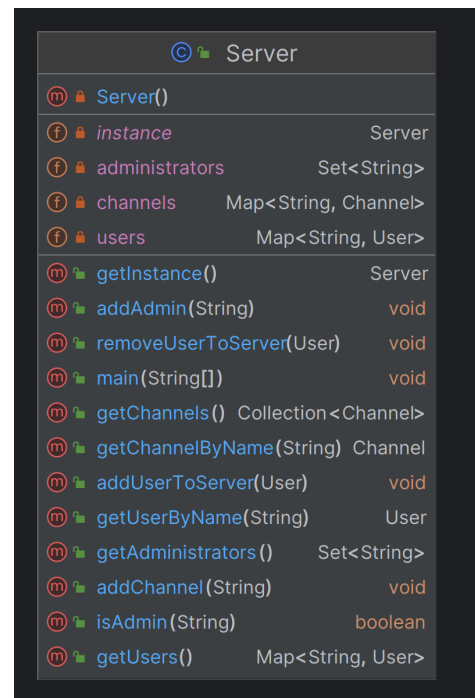 Server
Server()
instance Server
administrators Set<String>
channels Map<String, Channel>
users Map<String, User>
getInstance() Server
addAdmin(String) void
removeUserToServer(User) void
main(String[]) void
getChannels() Collection<Channel>
getChannelByName(String) Channel
addUserToServer(User) void
getUserByName(String) User
getAdministrators() Set<String>
addChannel(String) void
isAdmin(String) boolean
getUsers() Map<String, User>